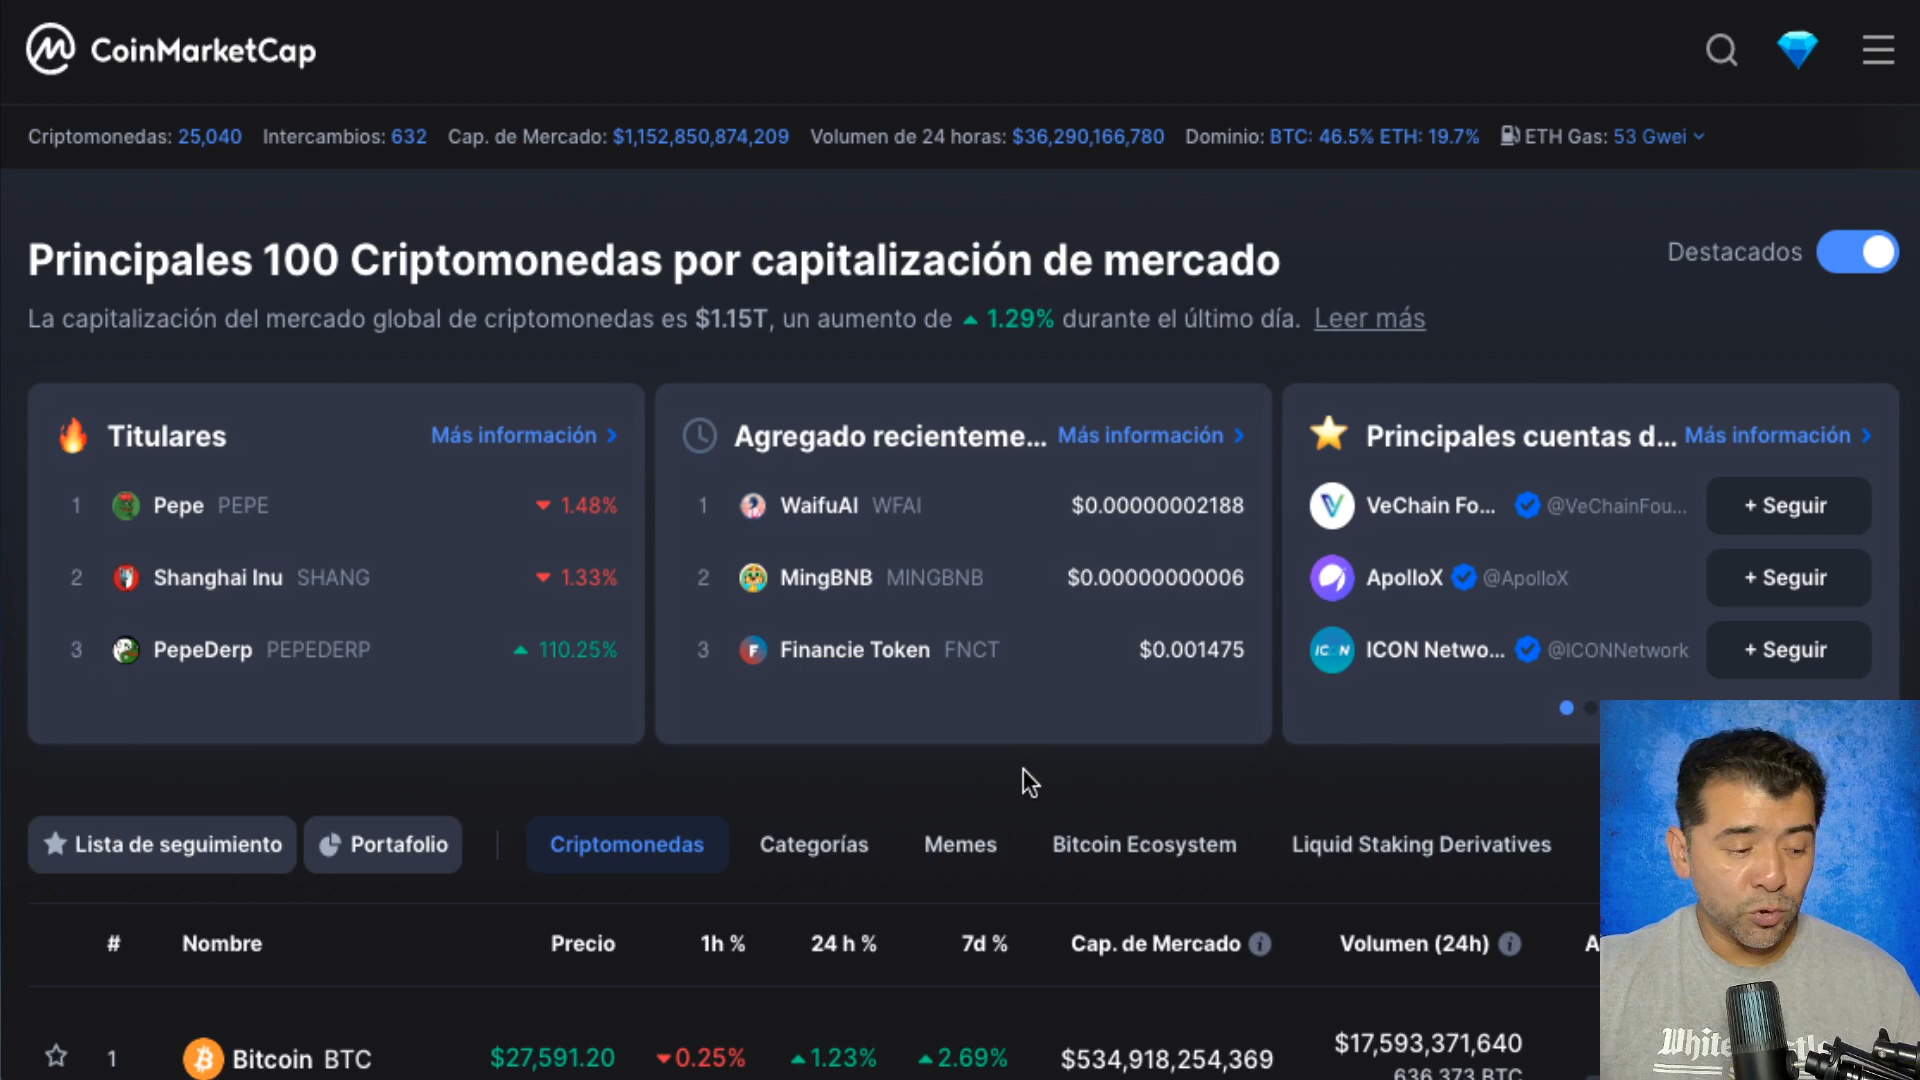 CoinMarketCap
Criptomonedas: 25,040 Intercambios: 632 Cap. de Mercado: $1,152,850,874,209 Volumen de 24 horas: $36,290,166,780 Dominio: BTC: 46.5% ETH: 19.7% ETH Gas: 53 Gwei
Principales 100 Criptomonedas por capitalización de mercado
Destacados
La capitalización del mercado global de criptomonedas es $1.15T, un aumento de 1.29% durante el último día. Leer más
Titulares Más información
1 Pepe PEPE 1.48%
2 Shanghai Inu SHANG 1.33%
3 PepeDerp PEPEDERP 110.25%
Agregado recienteme... Más información
1 WaifuAI WFAI $0.00000002188
2 MingBNB MINGBNB $0.00000000006
3 Financie Token FNCT $0.001475
Principales cuentas d... Más información
VeChain Fo... @VeChainFou... + Seguir
ApolloX @ApolloX + Seguir
ICON Netwo... @ICONNetwork + Seguir
Lista de seguimiento Portafolio Criptomonedas Categorías Memes Bitcoin Ecosystem Liquid Staking Derivatives
# Nombre Precio 1h % 24 h % 7d % Cap. de Mercado Volumen (24h)
1 Bitcoin BTC $27,591.20 0.25% 1.23% 2.69% $534,918,254,369 $17,593,371,640
636,373 BTC
White